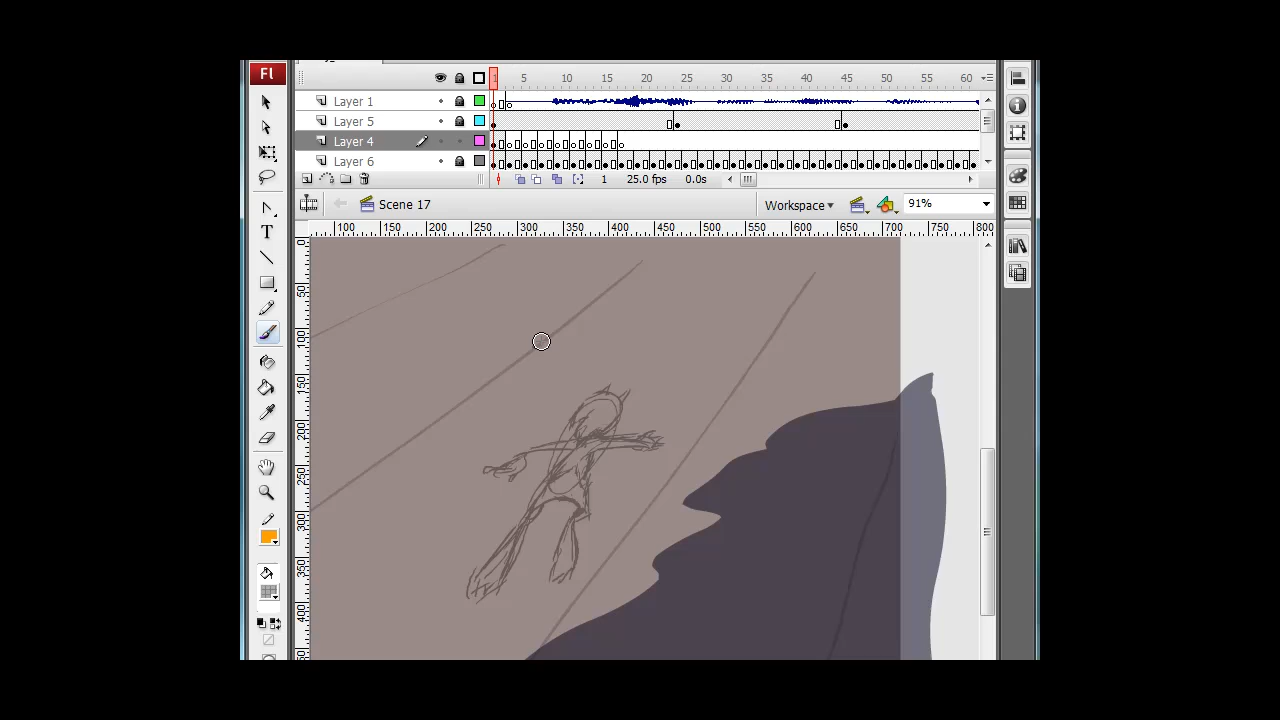 Fl
1 5 10 15 20 25 30 35 40 45 50 55 60
Layer 1
Layer 5
Layer 4
Layer 6
1 25.0 fps 0.0s
Scene 17
Workspace
91%
100 150 200 250 300 350 400 450 500 550 600 650 700 750 800
0
50
100
150
200
250
300
350
400
T